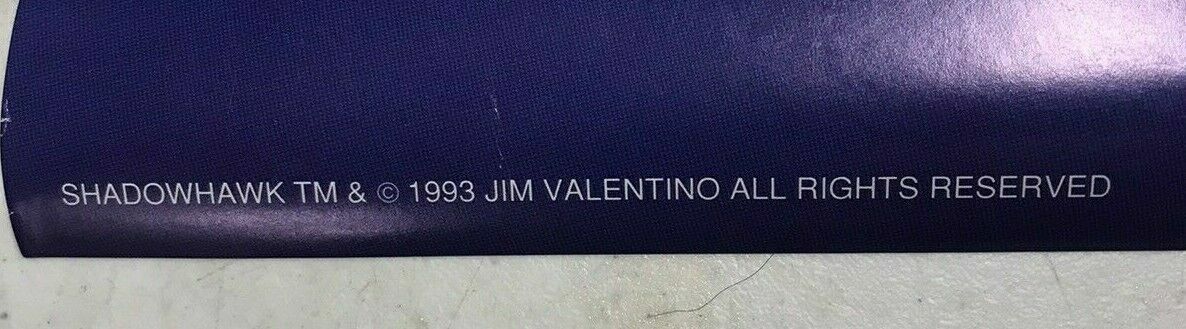 SHADOWHAWK TM & © 1993 JIM VALENTINO ALL RIGHTS RESERVED